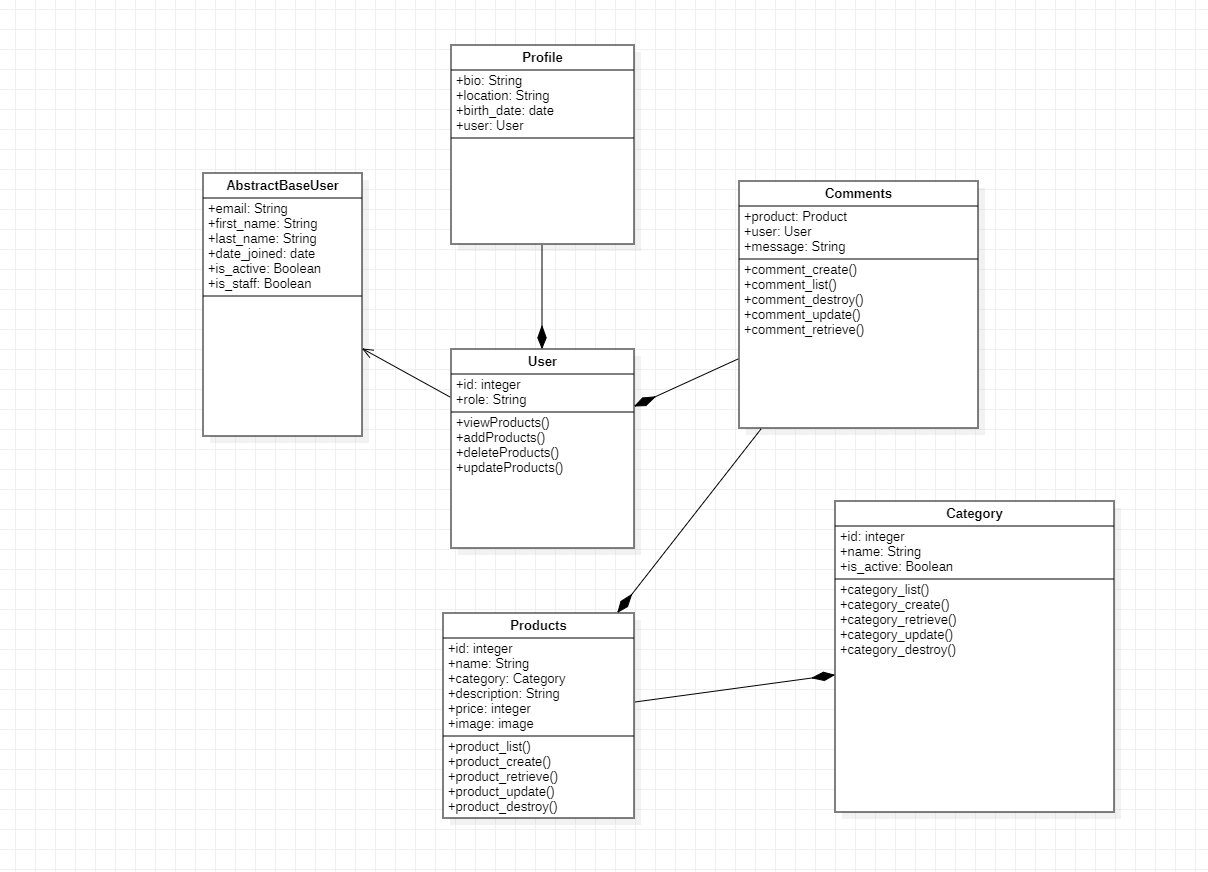 Profile
+bio: String
+location: String
+birth_date: date
+user: User
AbstractBaseUser
+email: String
+first_name: String
+last_name: String
+date_joined: date
+is_active: Boolean
+is_staff: Boolean
Comments
+product: Product
+user: User
+message: String
+comment_create()
+comment_list()
+comment_destroy()
+comment_update()
+comment_retrieve()
User
+id: integer
+role: String
+viewProducts()
+addProducts()
+deleteProducts()
+updateProducts()
Category
+id: integer
+name: String
+is_active: Boolean
+category_list()
+category_create()
+category_retrieve()
+category_update()
+category_destroy()
Products
+id: integer
+name: String
+category: Category
+description: String
+price: integer
+image: image
+product_list()
+product_create()
+product_retrieve()
+product_update()
+product_destroy()